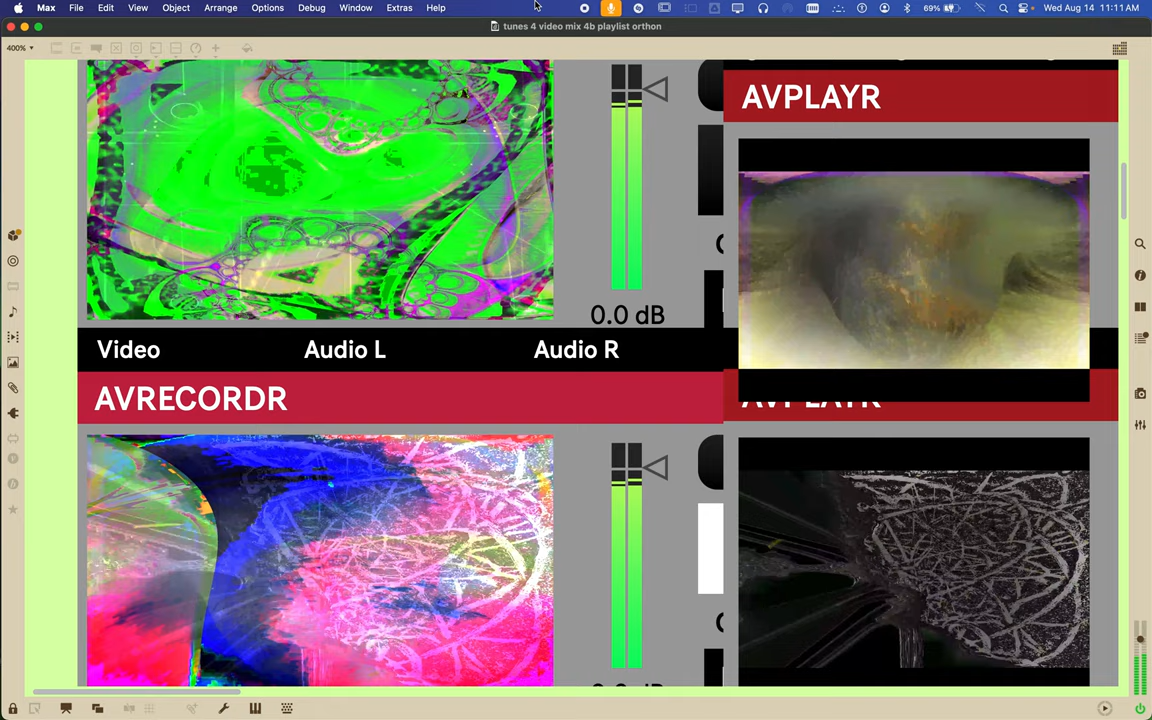 Max File Edit View Object Arrange Options Debug Window Extras Help 69% Wed Aug 14 11:11 AM
tunes 4 video mix 4b playlist orthon
400%
AVPLAYR
0.0 dB
Video Audio L Audio R
AVRECORDR